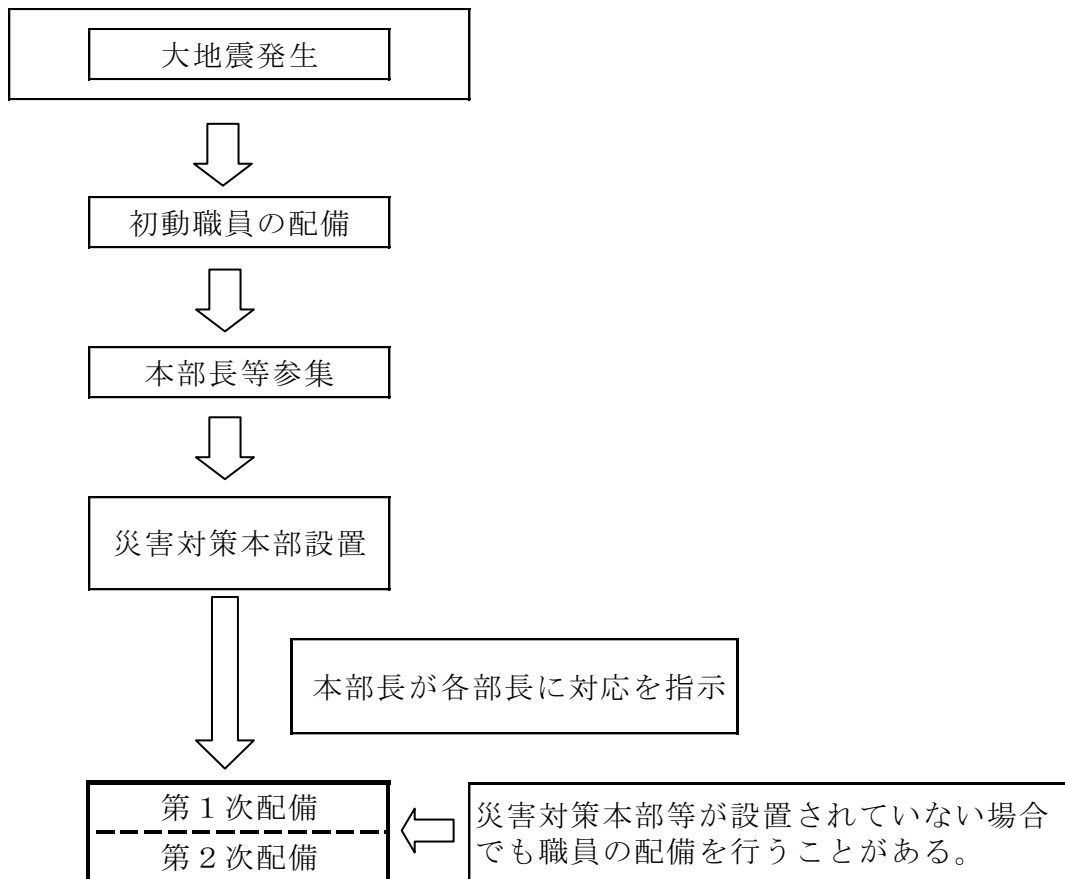 大地震発生
初動職員の配備
本部長等参集
災害対策本部設置
本部長が各部長に対応を指示
第１次配備
第２次配備
災害対策本部等が設置されていない場合
でも職員の配備を行うことがある。